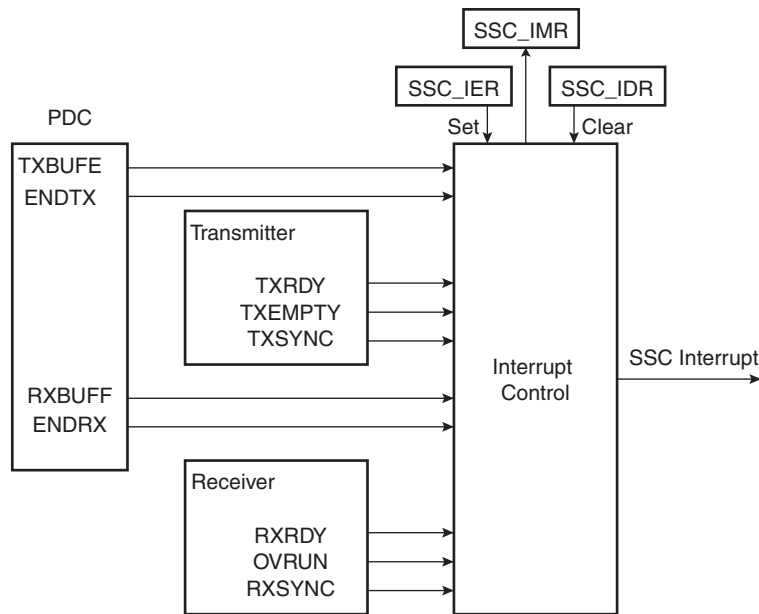 SSC_IMR
SSC_IER
SSC_IDR
Set
Clear
PDC
TXBUFE
ENDTX
Transmitter
TXRDY
TXEMPTY
TXSYNC
RXBUFF
ENDRX
Interrupt
Control
SSC Interrupt
Receiver
RXRDY
OVRUN
RXSYNC